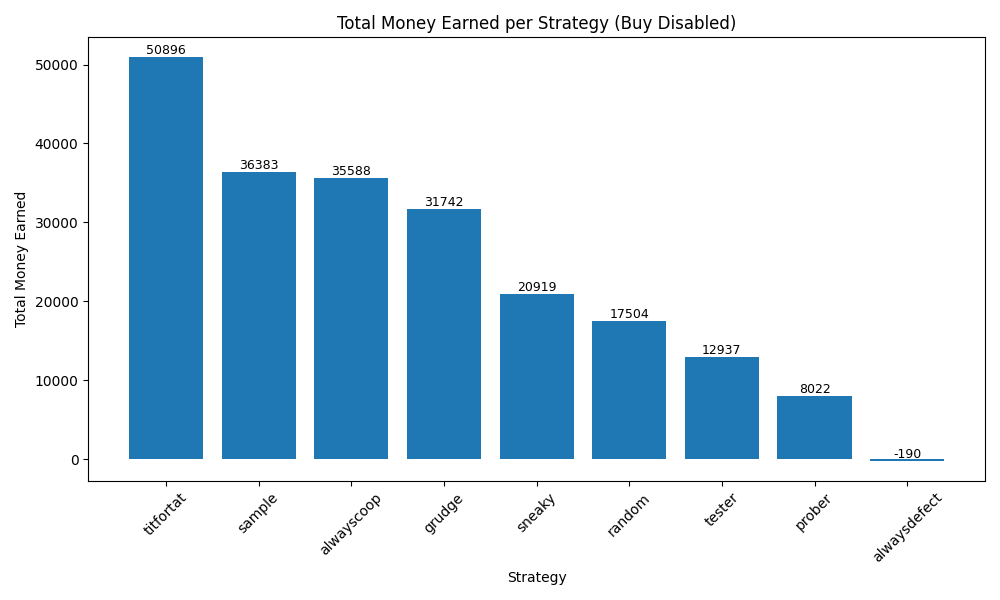 Total Money Earned per Strategy (Buy Disabled)
Total Money Earned
50000
40000
30000
20000
10000
0
50896
36383
35588
31742
20919
17504
12937
8022
-190
titfortat
sample
alwayscoop
grudge
sneaky
random
tester
prober
alwaysdefect
Strategy